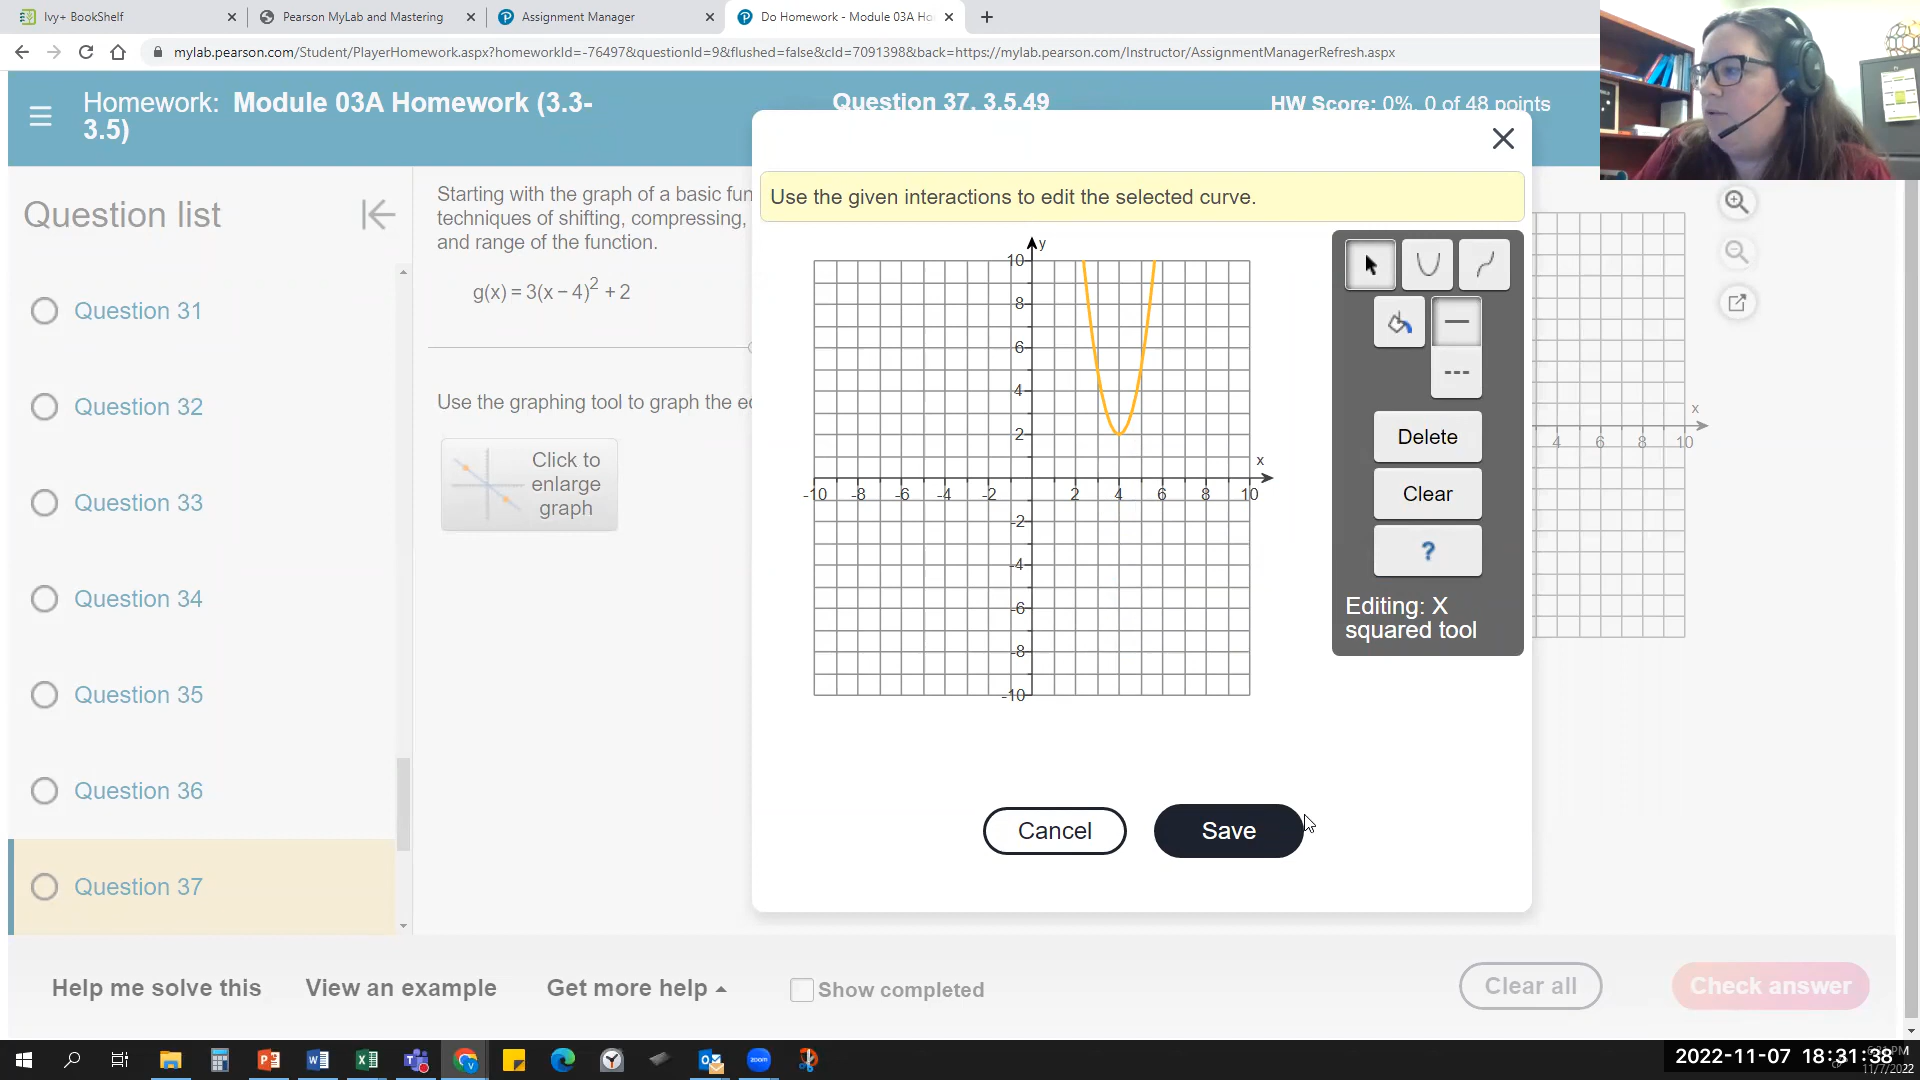 Ivy+ BookShelf
Pearson MyLab and Mastering
Assignment Manager
Do Homework - Module 03A Ho
mylab.pearson.com/Student/PlayerHomework.aspx?homeworkId=-76497&questionId=9&flushed=false&cId=7091398&back=https://mylab.pearson.com/Instructor/AssignmentManagerRefresh.aspx
Homework: Module 03A Homework (3.3-
3.5)
Question 37, 3.5.49
HW Score: 0%, 0 of 48 points
Question list
Question 31
Question 32
Question 33
Question 34
Question 35
Question 36
Question 37
Starting with the graph of a basic fun
techniques of shifting, compressing,
and range of the function.
g(x) = 3(x − 4)² + 2
Use the graphing tool to graph the e
Click to
enlarge
graph
Use the given interactions to edit the selected curve.
y
10
8
6
4
2
x
-10 -8 -6 -4 -2 2 4 6 8 10
-2
-4
-6
-8
-10
Delete
Clear
?
Editing: X
squared tool
Cancel
Save
x
4 6 8 10
Help me solve this
View an example
Get more help
Show completed
Clear all
Check answer
zoom
2022-11-07 18:31:38
11/7/2022